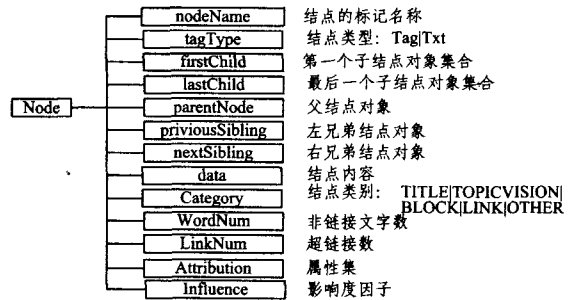 nodeName 结点的标记名称
tagType 结点类型: Tag|Txt
firstChild 第一个子结点对象集合
lastChild 最后一个子结点对象集合
Node parentNode 父结点对象
priviousSibling 左兄弟结点对象
nextSibling 右兄弟结点对象
data 结点内容
Category 结点类别: TITLE|TOPICVISION|
BLOCK|LINK|OTHER
WordNum 非链接文字数
LinkNum 超链接数
Attribution 属性集
Influence 影响度因子